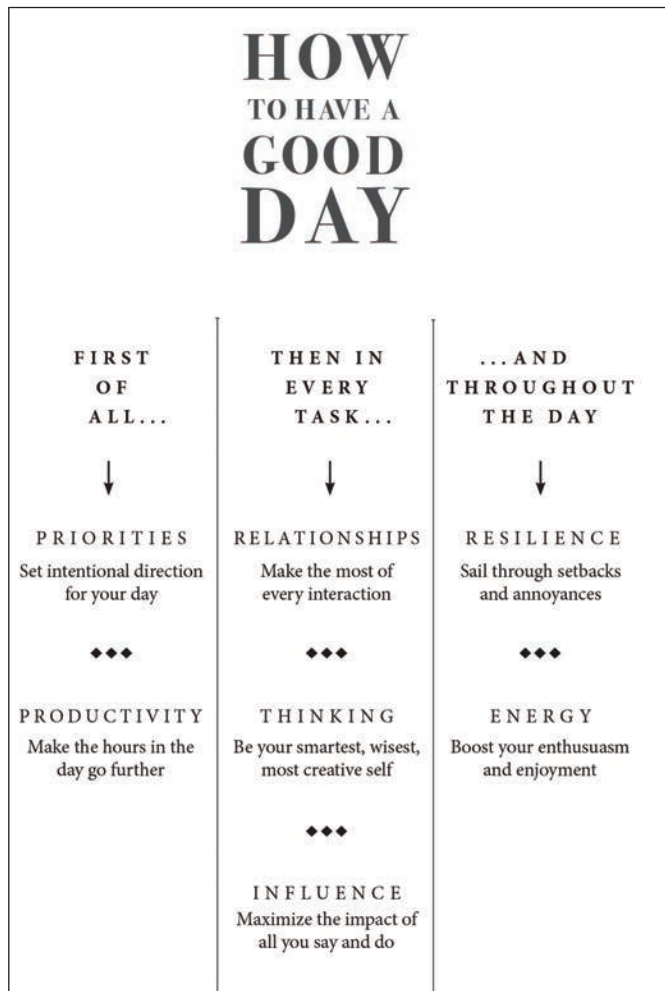 HOW
TO HAVE A
GOOD
DAY
FIRST
OF
ALL...
PRIORITIES
Set intentional direction
for your day
PRODUCTIVITY
Make the hours in the
day go further
THEN IN
EVERY
TASK...
RELATIONSHIPS
Make the most of
every interaction
THINKING
Be your smartest, wisest,
most creative self
INFLUENCE
Maximize the impact of
all you say and do
...AND
THROUGHOUT
THE DAY
RESILIENCE
Sail through setbacks
and annoyances
ENERGY
Boost your enthusuasm
and enjoyment